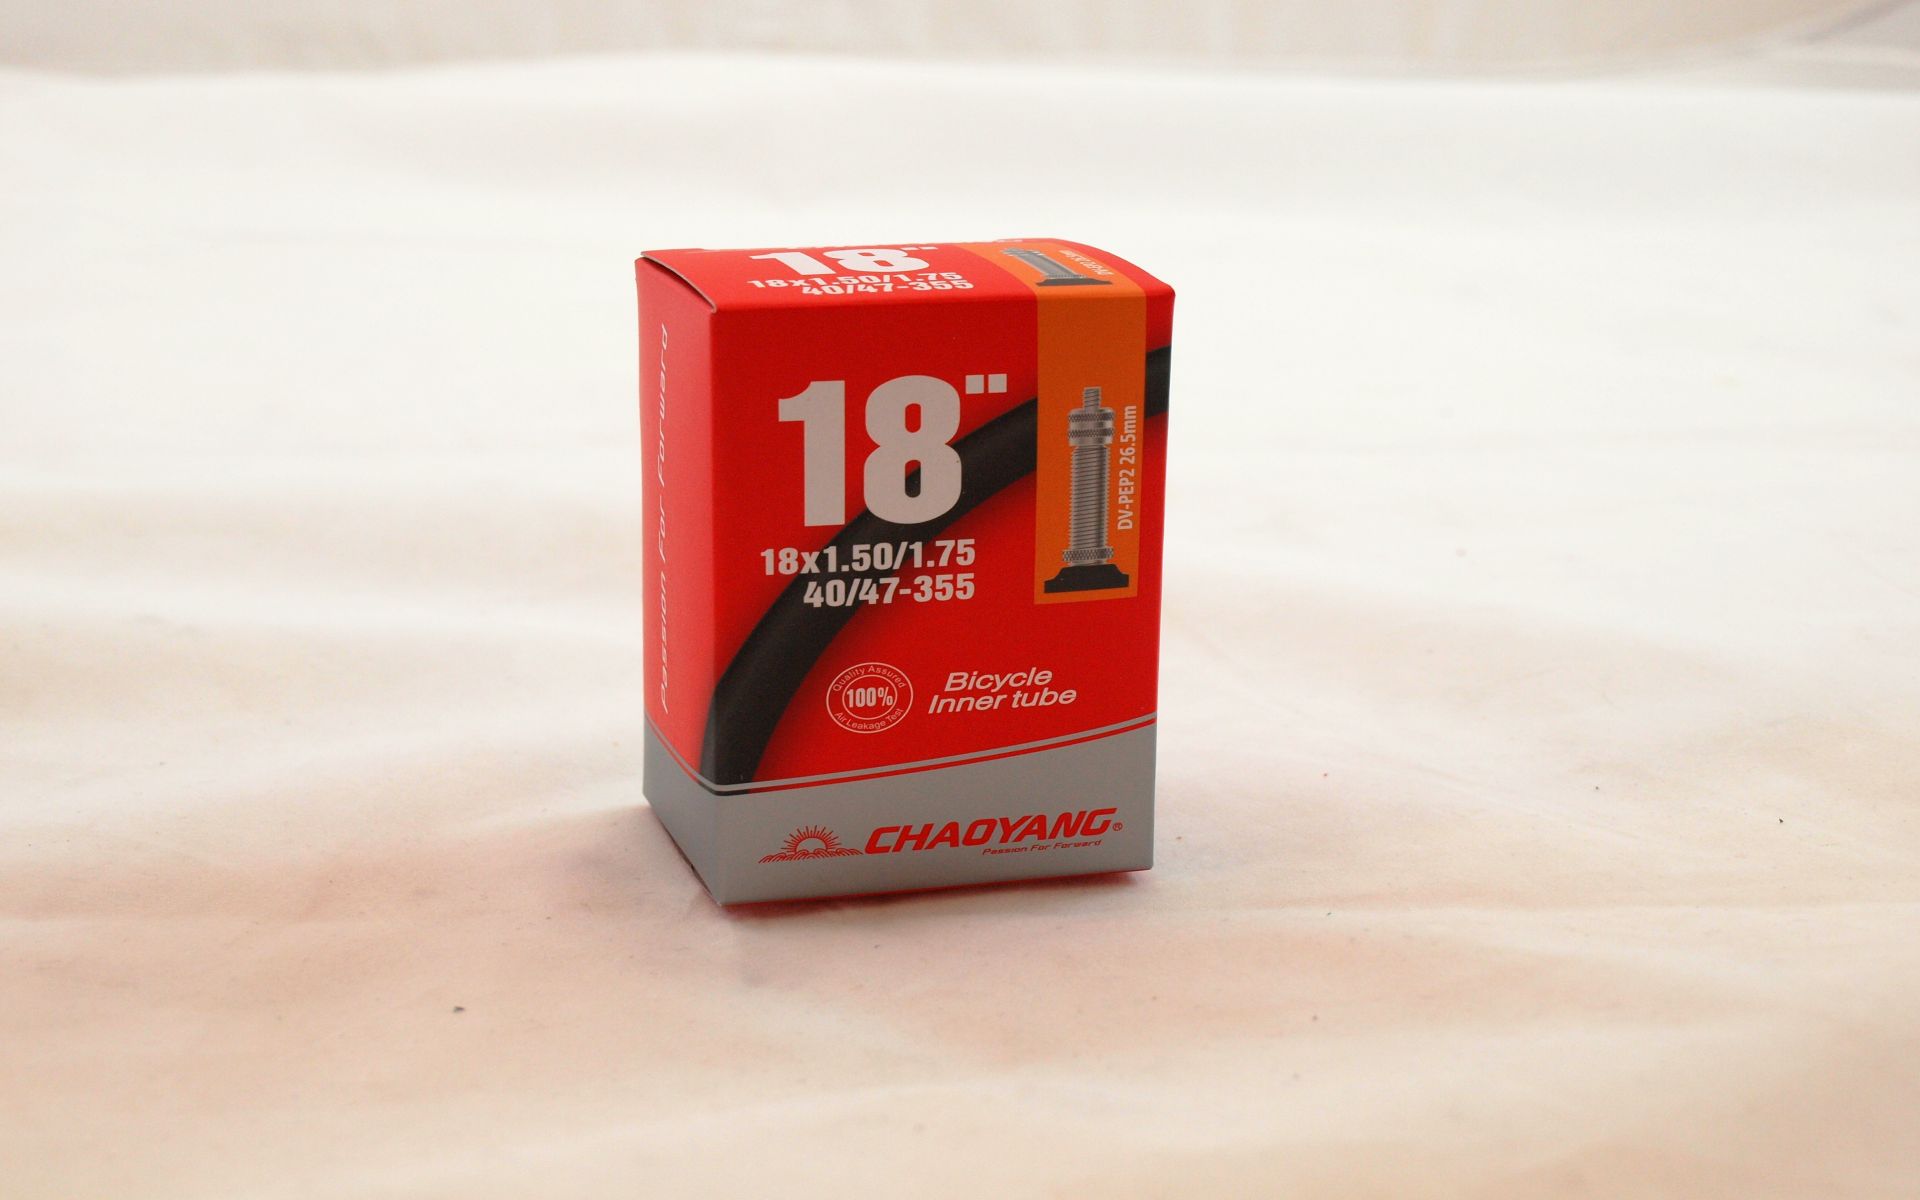 18"
18x1.50/1.75
40/47-355
Passion For Forward
18"
18x1.50/1.75
40/47-355
DV-PEP2 26.5mm
Quality Assured
100%
Air Leakage Test
Bicycle
Inner tube
CHAOYANG®
Passion For Forward